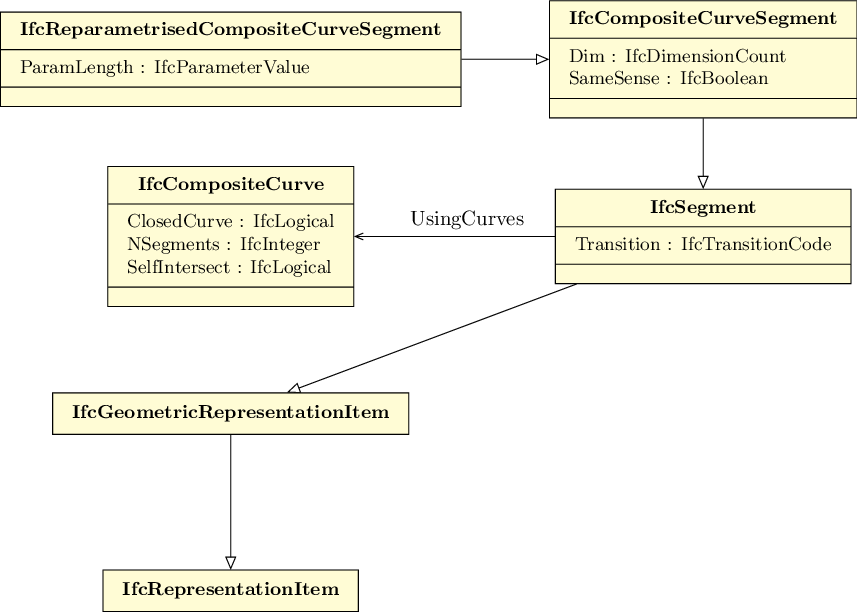 IfcReparametrisedCompositeCurveSegment
ParamLength : IfcParameterValue
IfcCompositeCurveSegment
Dim : IfcDimensionCount
SameSense : IfcBoolean
IfcCompositeCurve
ClosedCurve : IfcLogical
NSegments : IfcInteger
SelfIntersect : IfcLogical
UsingCurves
IfcSegment
Transition : IfcTransitionCode
IfcGeometricRepresentationItem
IfcRepresentationItem